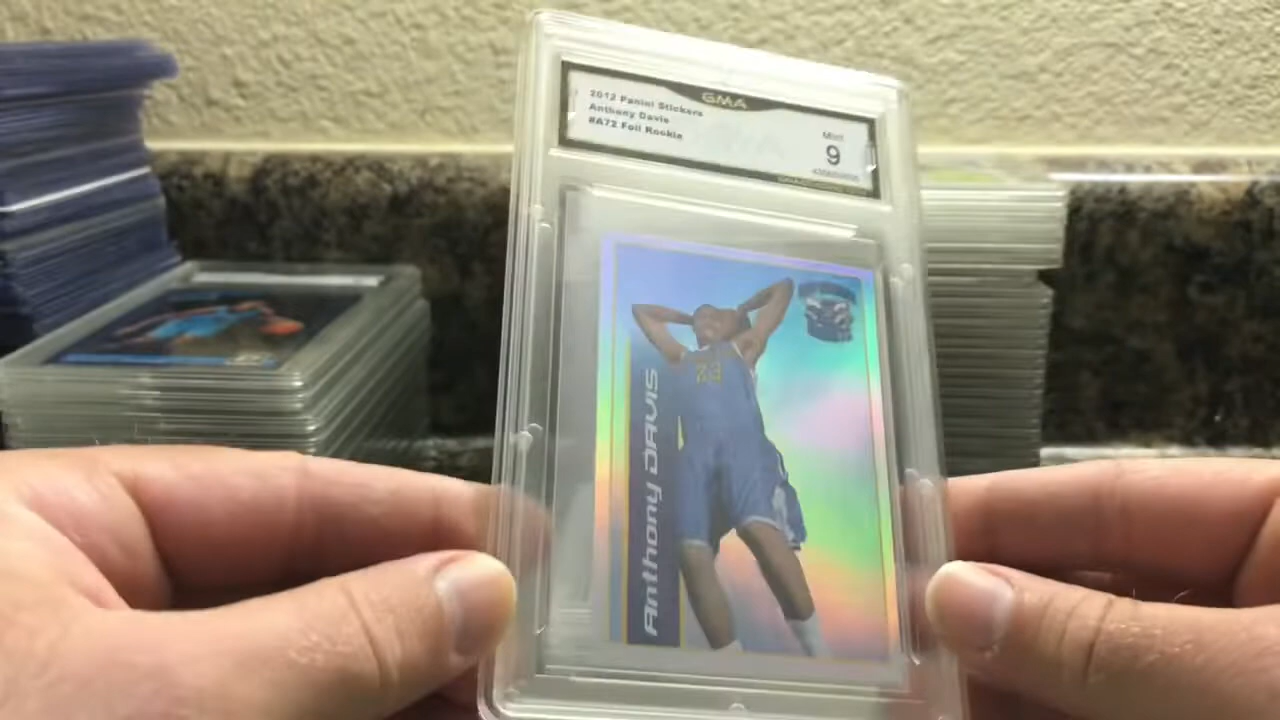 GMA
2012 Panini Stickers
Anthony Davis
#A72 Foil Rookie
Mint
9
23
Anthony DAVIS